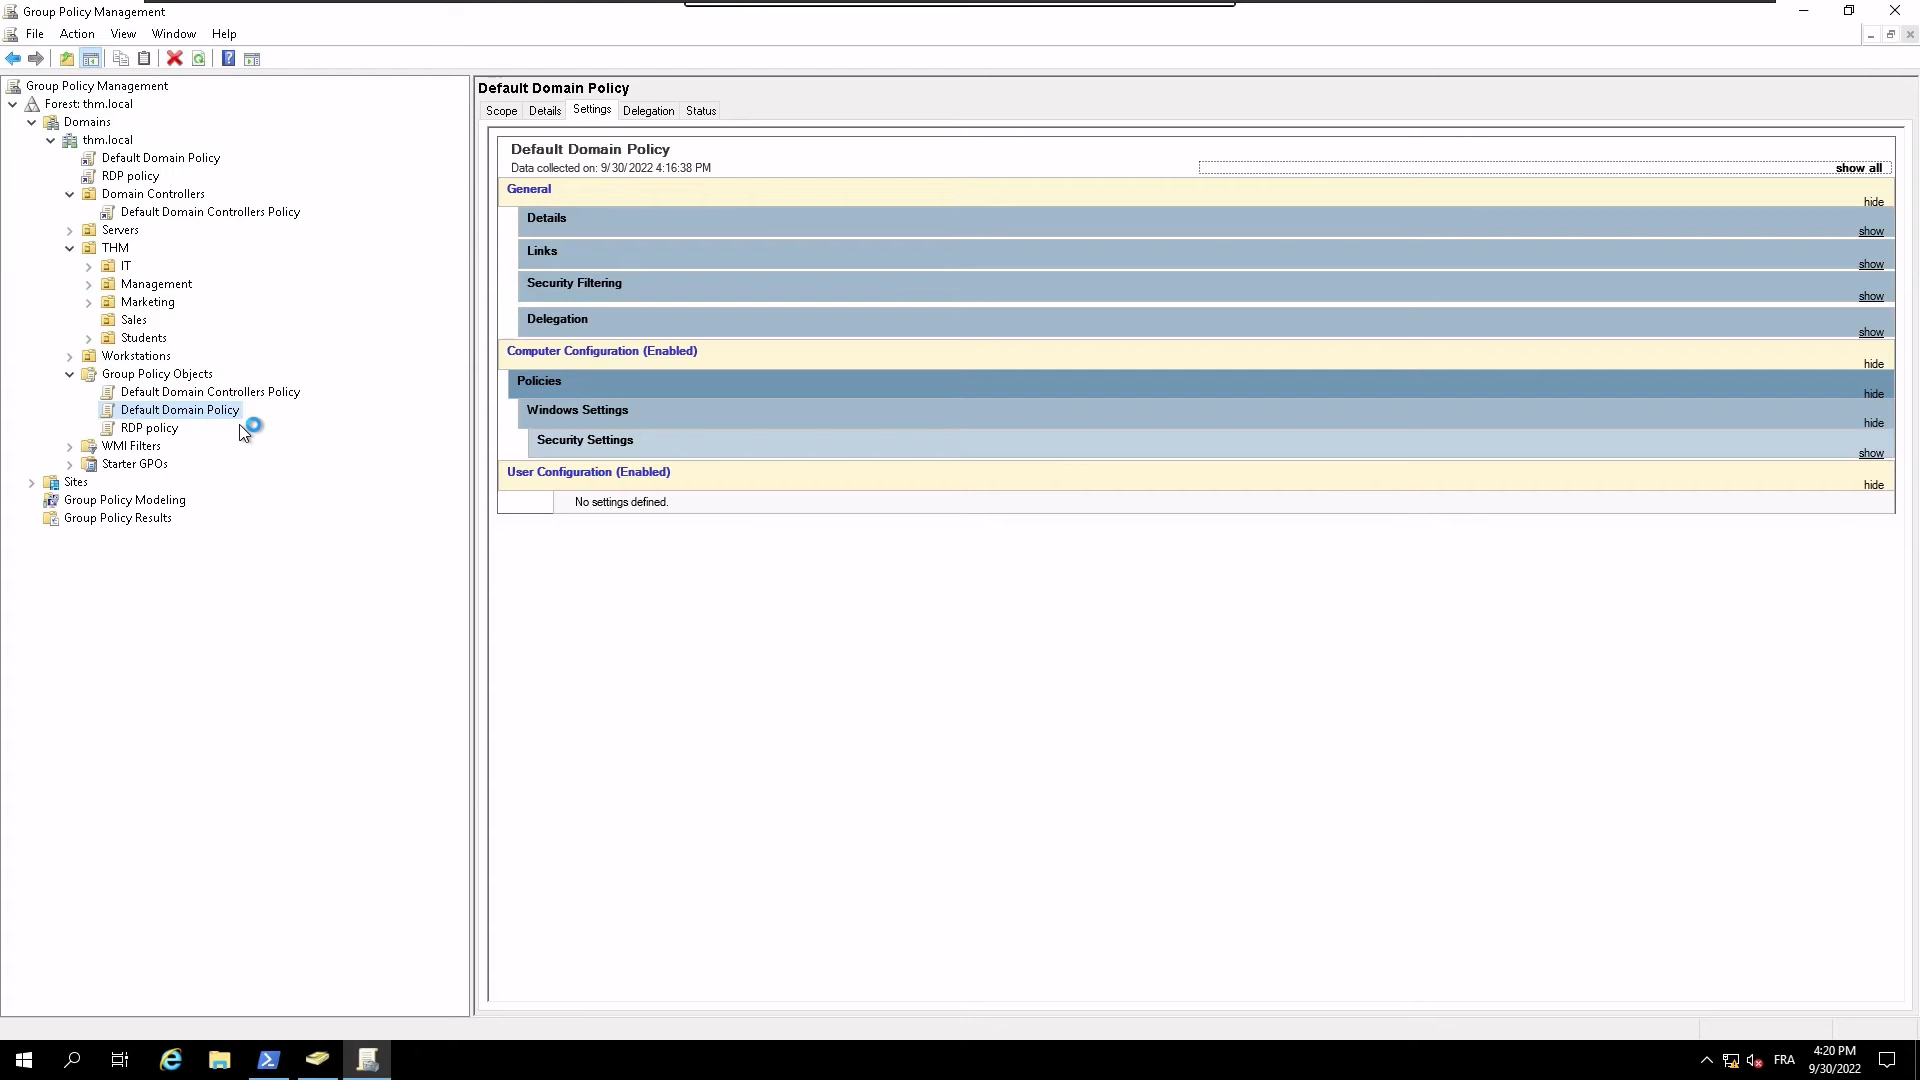 Group Policy Management
File Action View Window Help
Group Policy Management
Forest: thm.local
Domains
thm.local
Default Domain Policy
RDP policy
Domain Controllers
Default Domain Controllers Policy
Servers
THM
IT
Management
Marketing
Sales
Students
Workstations
Group Policy Objects
Default Domain Controllers Policy
Default Domain Policy
RDP policy
WMI Filters
Starter GPOs
Sites
Group Policy Modeling
Group Policy Results
Default Domain Policy
Scope Details Settings Delegation Status
Default Domain Policy
Data collected on: 9/30/2022 4:16:38 PM show all
General
hide
Details
show
Links
show
Security Filtering
show
Delegation
show
Computer Configuration (Enabled)
hide
Policies
hide
Windows Settings
hide
Security Settings
show
User Configuration (Enabled)
hide
No settings defined.
FRA
4:20 PM
9/30/2022